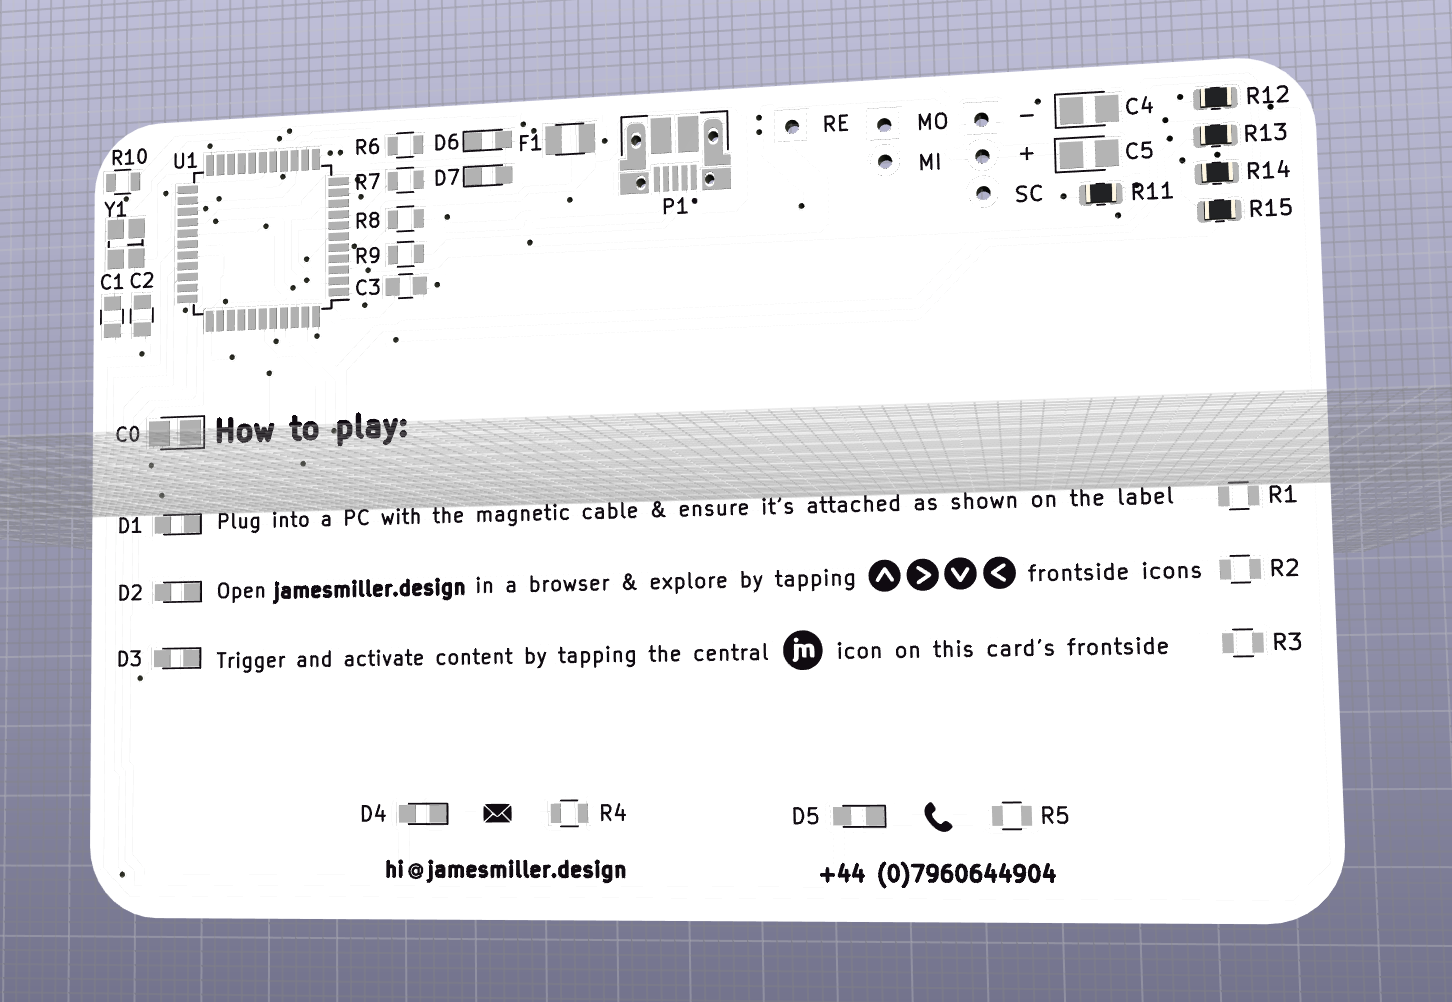 R12
RE
MO
−
C4
R13
R10
U1
R6
D6
F1
MI
+
C5
R14
R7
D7
P1
SC
R11
R15
Y1
R8
R9
C1 C2
C3
C0 How to play:
D1 Plug into a PC with the magnetic cable & ensure it's attached as shown on the label R1
D2 Open jamesmiller.design in a browser & explore by tapping frontside icons R2
D3 Trigger and activate content by tapping the central jm icon on this card's frontside R3
D4 R4
D5 R5
hi@jamesmiller.design
+44 (0)7960644904